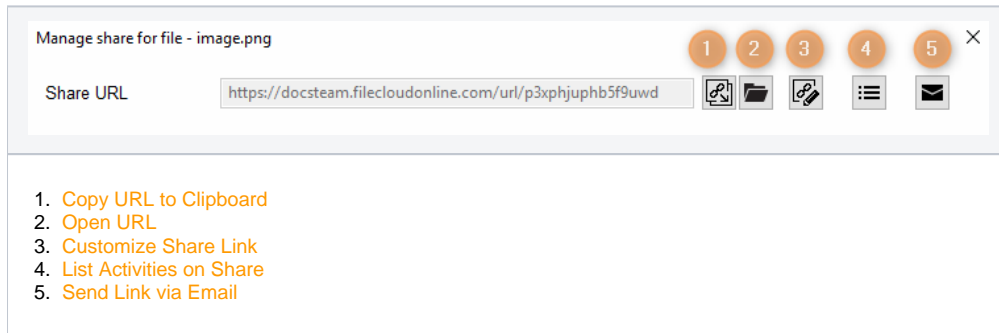 Manage share for file - image.png
1 2 3 4 5
Share URL https://docsteam.filecloudonline.com/url/p3xphjuphb5f9uwd
1. Copy URL to Clipboard
2. Open URL
3. Customize Share Link
4. List Activities on Share
5. Send Link via Email